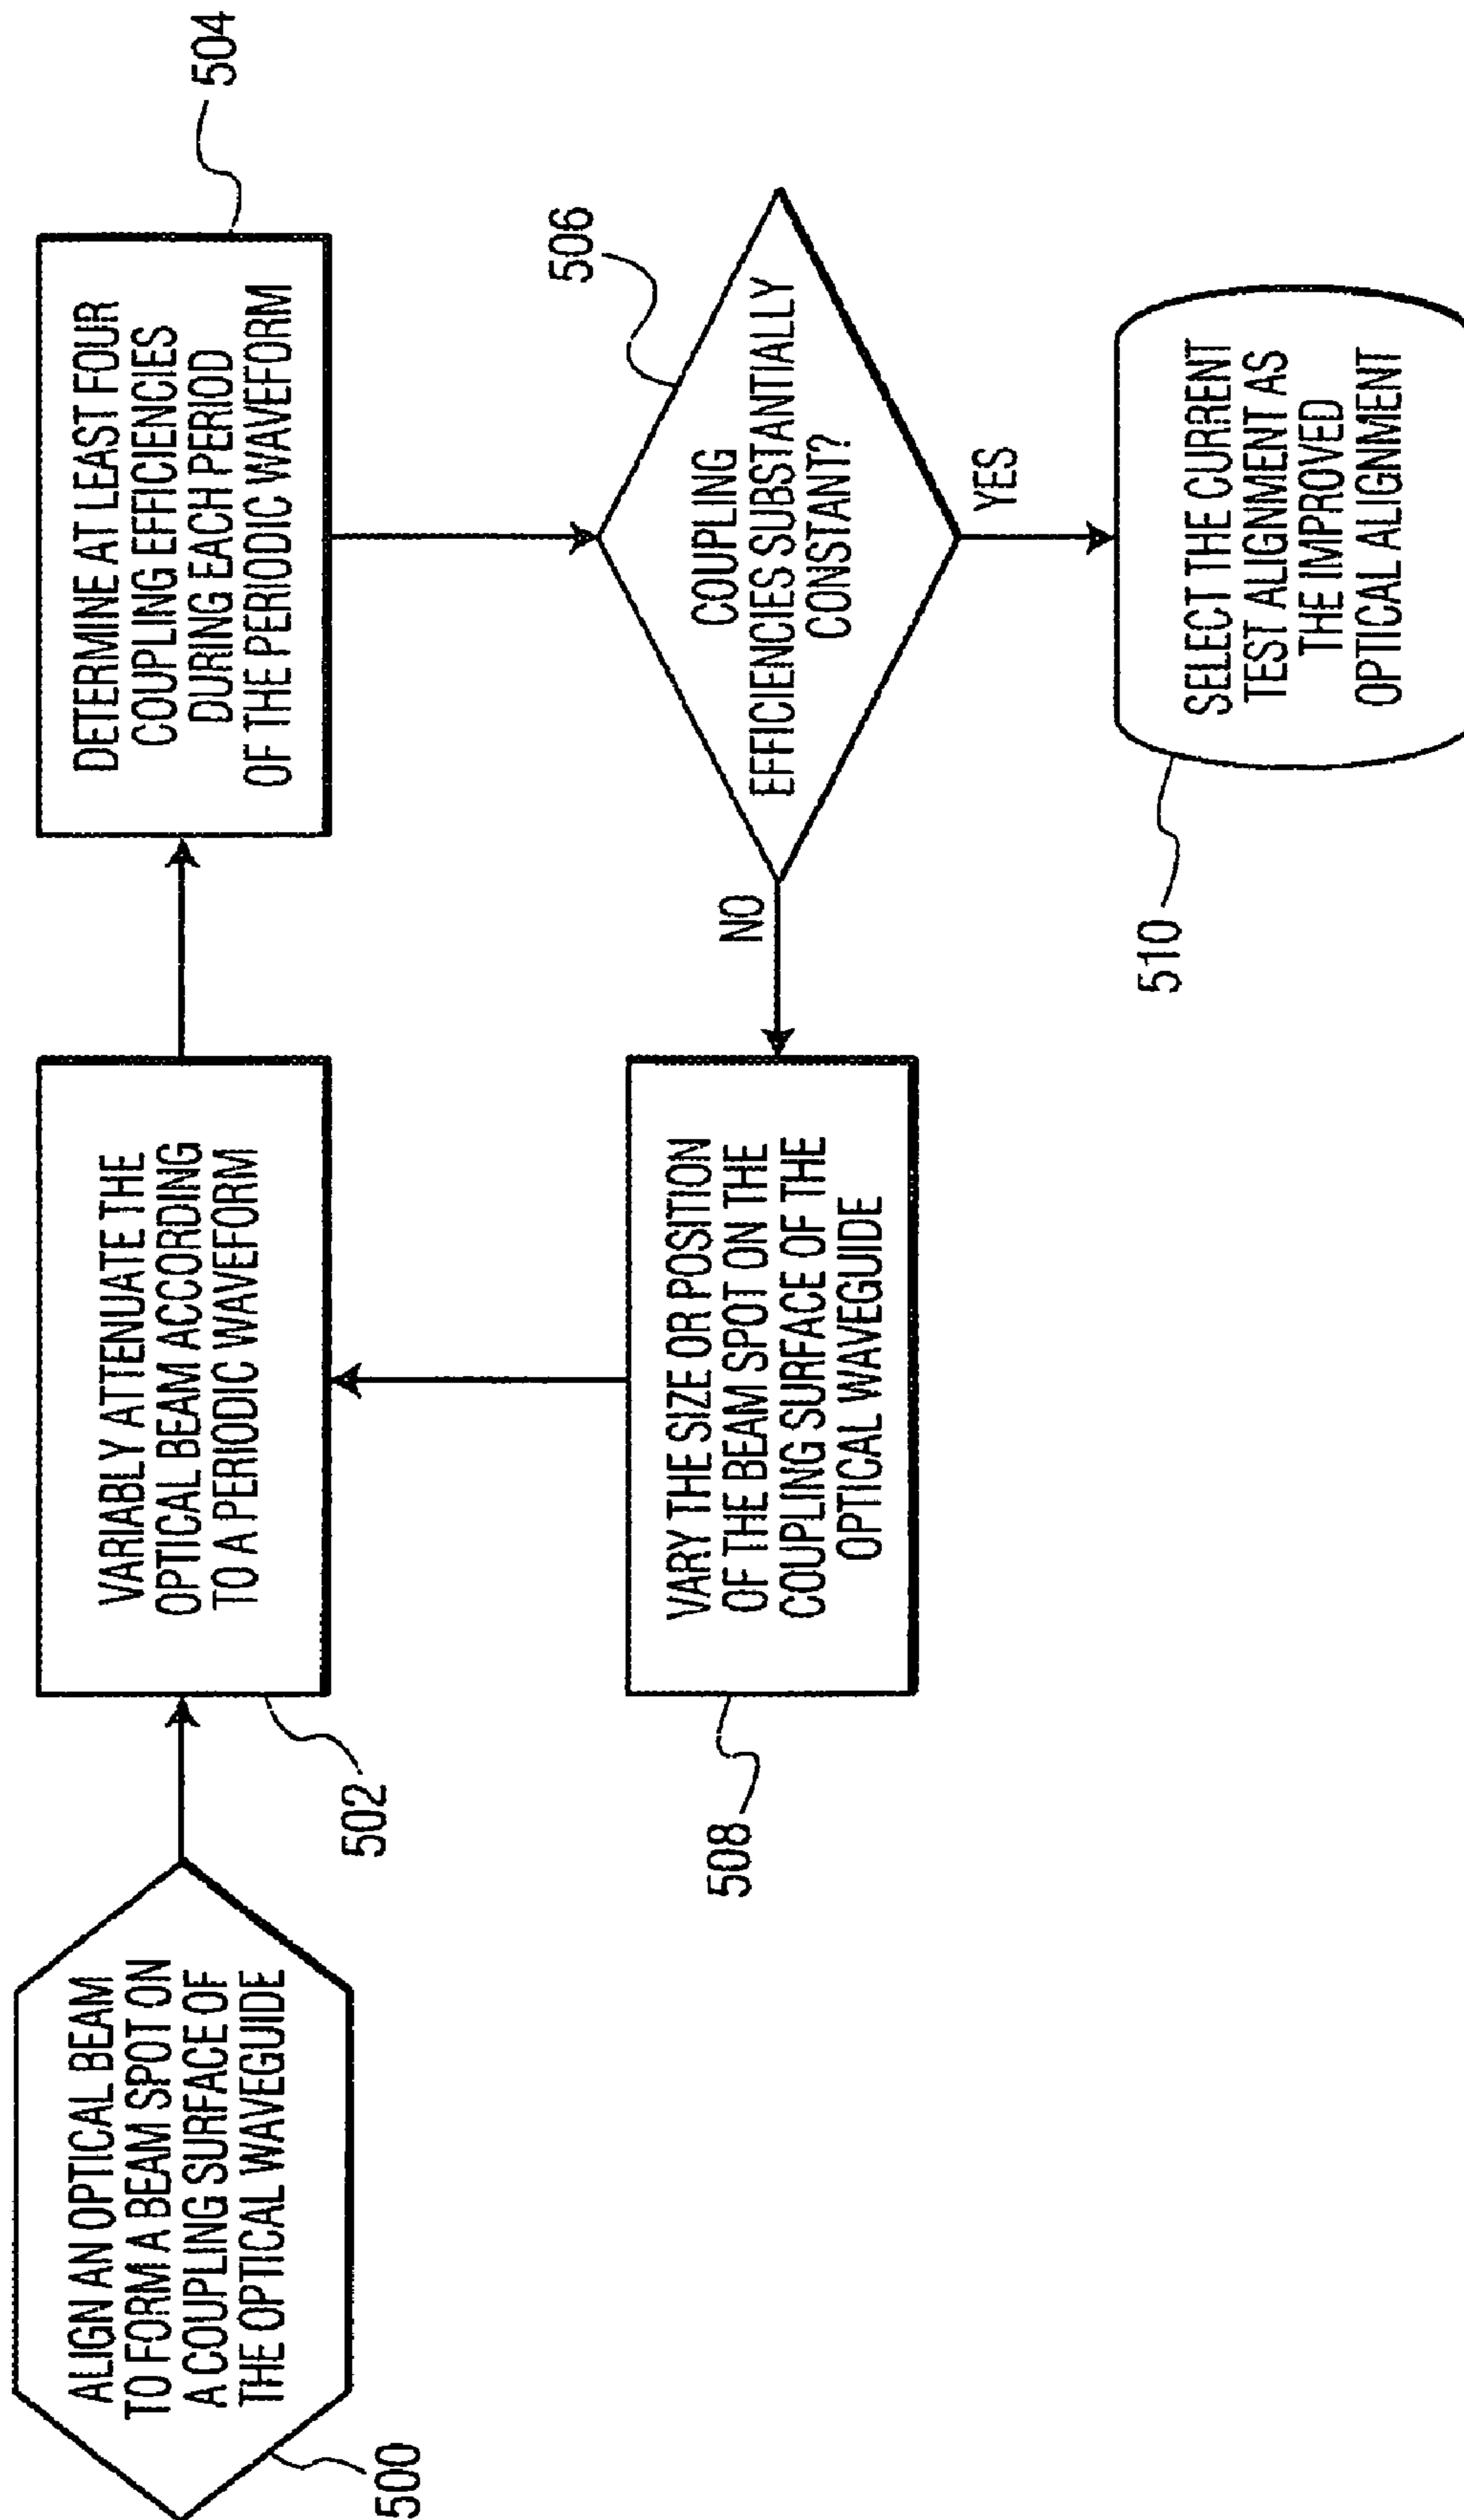 ALIGN AN OPTICAL BEAM
TO FORM A BEAM SPOT ON
A COUPLING SURFACE OF
THE OPTICAL WAVEGUIDE
500
VARIABLY ATTENUATE THE
OPTICAL BEAM ACCORDING
TO A PERIODIC WAVEFORM
502
DETERMINE AT LEAST FOUR
COUPLING EFFICIENCIES
DURING EACH PERIOD
OF THE PERIODIC WAVEFORM
504
COUPLING
EFFICIENCIES SUBSTANTIALLY
CONSTANT?
506
NO
YES
VARY THE SIZE OR POSITION
OF THE BEAM SPOT ON THE
COUPLING SURFACE OF THE
OPTICAL WAVEGUIDE
508
SELECT THE CURRENT
TEST ALIGNMENT AS
THE IMPROVED
OPTICAL ALIGNMENT
510